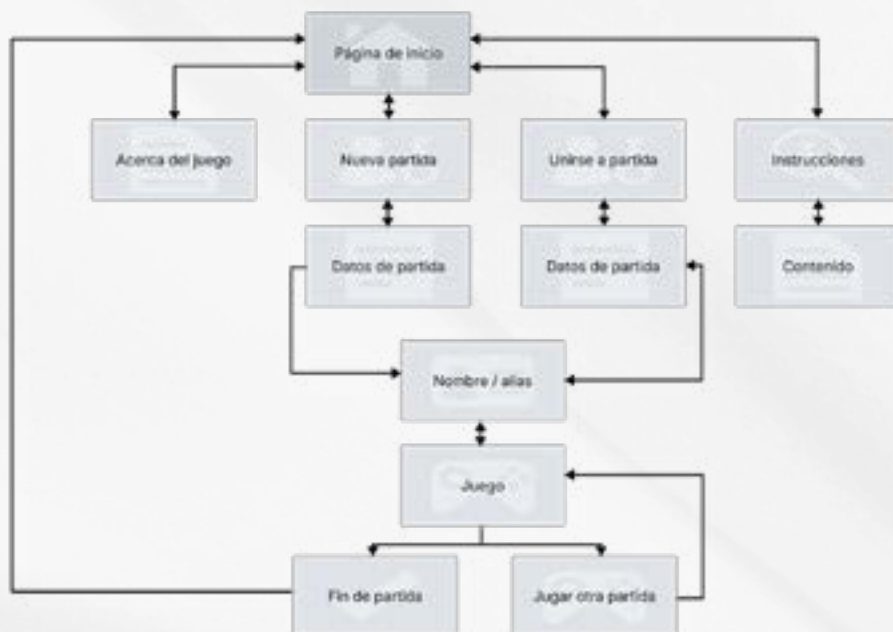 Página de inicio
Acerca del juego
Nueva partida
Unirse a partida
Instrucciones
Datos de partida
Datos de partida
Contenido
Nombre / alias
Juego
Fin de partida
Jugar otra partida